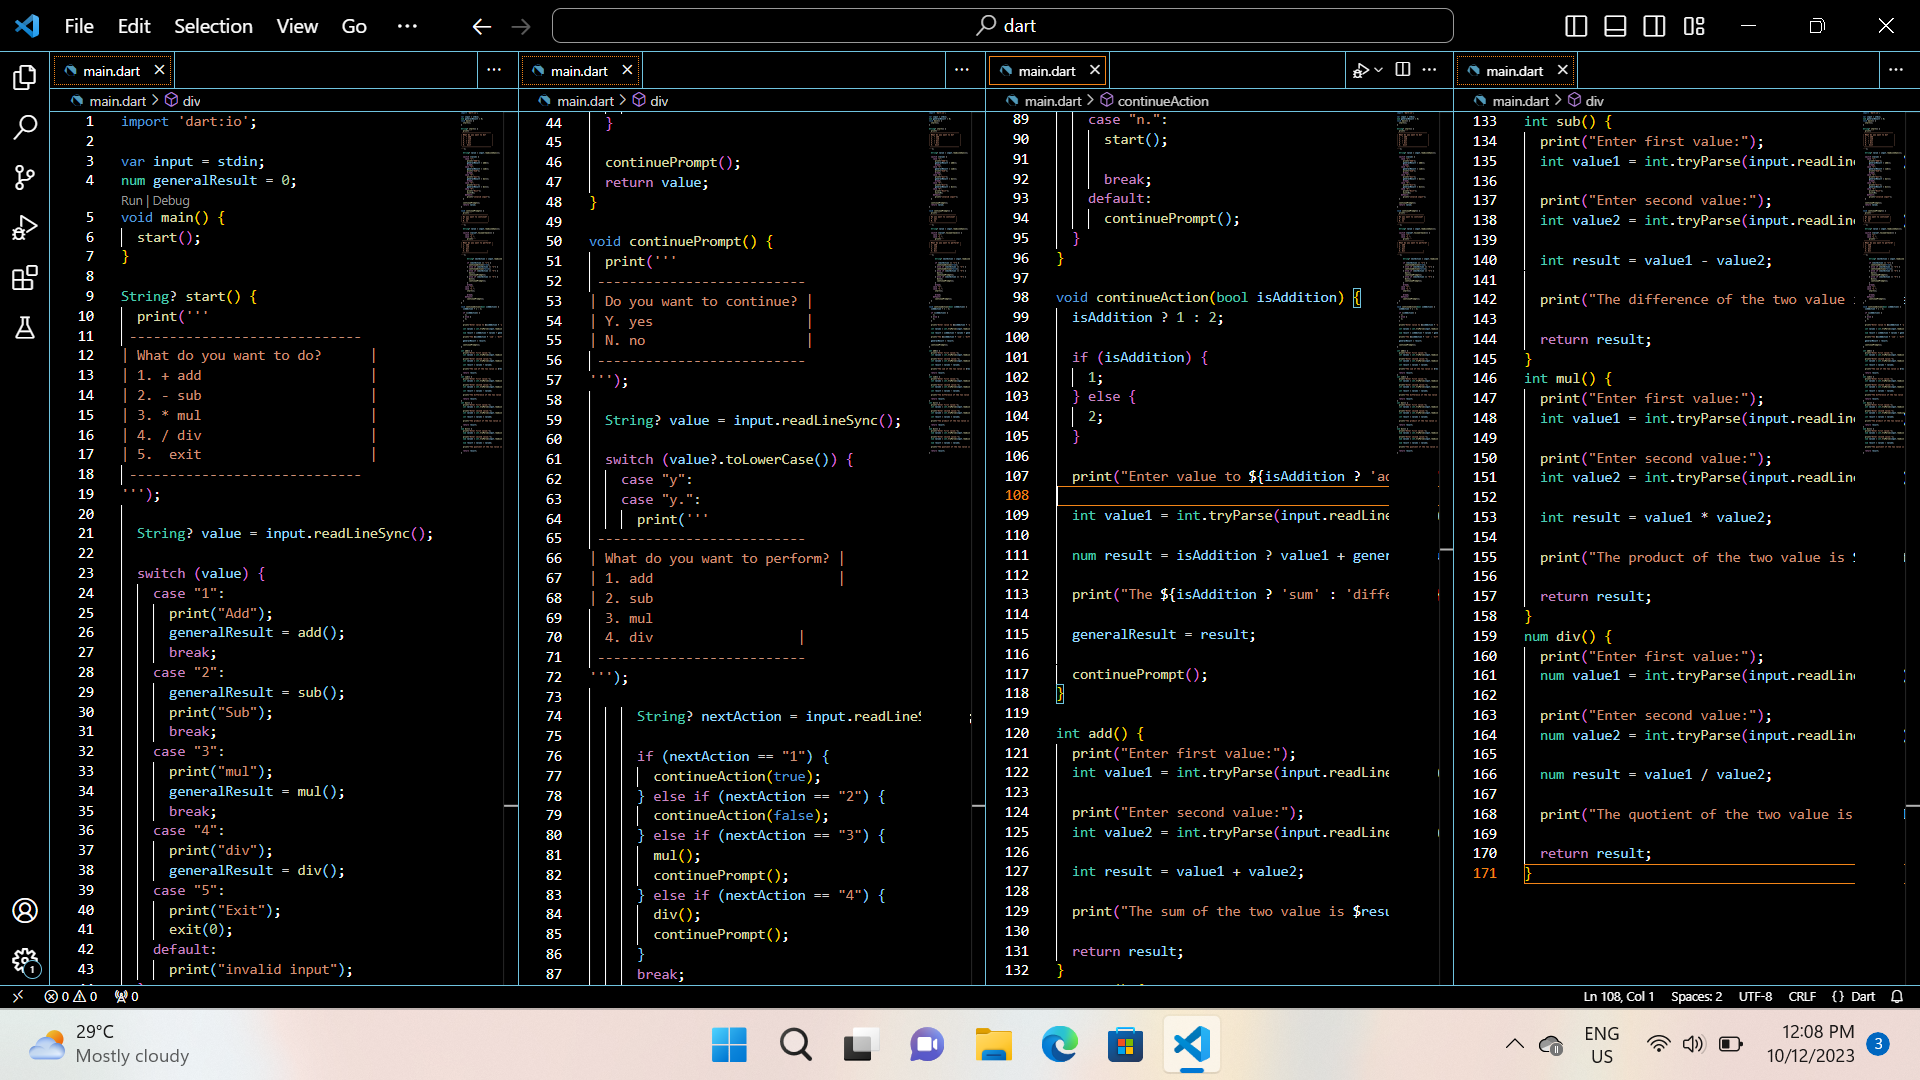 File Edit Selection View Go ··· dart
main.dart
main.dart > div
1 import 'dart:io';
2
3 var input = stdin;
4 num generalResult = 0;
Run | Debug
5 void main() {
6 start();
7 }
8
9 String? start() {
10 print('''
11 -----------------------------
12 | What do you want to do? |
13 | 1. + add |
14 | 2. - sub |
15 | 3. * mul |
16 | 4. / div |
17 | 5. exit |
18 -----------------------------
19 ''');
20
21 String? value = input.readLineSync();
22
23 switch (value) {
24 case "1":
25 print("Add");
26 generalResult = add();
27 break;
28 case "2":
29 generalResult = sub();
30 print("Sub");
31 break;
32 case "3":
33 print("mul");
34 generalResult = mul();
35 break;
36 case "4":
37 print("div");
38 generalResult = div();
39 case "5":
40 print("Exit");
41 exit(0);
42 default:
43 print("invalid input");
main.dart
main.dart > div
44 }
45
46 continuePrompt();
47 return value;
48 }
49
50 void continuePrompt() {
51 print('''
52 --------------------------
53 | Do you want to continue? |
54 | Y. yes |
55 | N. no |
56 --------------------------
57 ''');
58
59 String? value = input.readLineSync();
60
61 switch (value?.toLowerCase()) {
62 case "y":
63 case "y.":
64 print('''
65 --------------------------
66 | What do you want to perform? |
67 | 1. add |
68 | 2. sub
69 3. mul
70 4. div |
71 --------------------------
72 ''');
73
74 String? nextAction = input.readLineS
75
76 if (nextAction == "1") {
77 continueAction(true);
78 } else if (nextAction == "2") {
79 continueAction(false);
80 } else if (nextAction == "3") {
81 mul();
82 continuePrompt();
83 } else if (nextAction == "4") {
84 div();
85 continuePrompt();
86 }
87 break;
main.dart
main.dart > continueAction
89 case "n.":
90 start();
91
92 break;
93 default:
94 continuePrompt();
95 }
96 }
97
98 void continueAction(bool isAddition) {
99 isAddition ? 1 : 2;
100
101 if (isAddition) {
102 1;
103 } else {
104 2;
105 }
106
107 print("Enter value to ${isAddition ? 'ad
108
109 int value1 = int.tryParse(input.readLine
110
111 num result = isAddition ? value1 + gener
112
113 print("The ${isAddition ? 'sum' : 'diffe
114
115 generalResult = result;
116
117 continuePrompt();
118 }
119
120 int add() {
121 print("Enter first value:");
122 int value1 = int.tryParse(input.readLine
123
124 print("Enter second value:");
125 int value2 = int.tryParse(input.readLine
126
127 int result = value1 + value2;
128
129 print("The sum of the two value is $resu
130
131 return result;
132 }
main.dart
main.dart > div
133 int sub() {
134 print("Enter first value:");
135 int value1 = int.tryParse(input.readLine
136
137 print("Enter second value:");
138 int value2 = int.tryParse(input.readLine
139
140 int result = value1 - value2;
141
142 print("The difference of the two value
143
144 return result;
145 }
146 int mul() {
147 print("Enter first value:");
148 int value1 = int.tryParse(input.readLine
149
150 print("Enter second value:");
151 int value2 = int.tryParse(input.readLine
152
153 int result = value1 * value2;
154
155 print("The product of the two value is
156
157 return result;
158 }
159 num div() {
160 print("Enter first value:");
161 num value1 = int.tryParse(input.readLine
162
163 print("Enter second value:");
164 num value2 = int.tryParse(input.readLine
165
166 num result = value1 / value2;
167
168 print("The quotient of the two value is
169
170 return result;
171 }
0 0 0 Ln 108, Col 1 Spaces: 2 UTF-8 CRLF {} Dart
1
29°C
Mostly cloudy
ENG
US
12:08 PM
10/12/2023
3